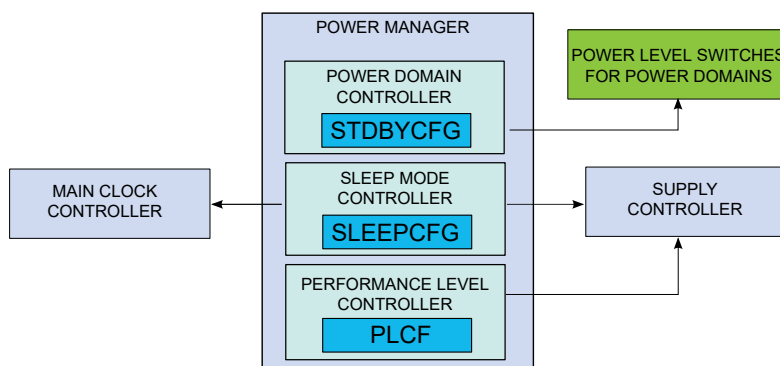 POWER MANAGER
POWER DOMAIN
CONTROLLER
STDBYCFG
POWER LEVEL SWITCHES
FOR POWER DOMAINS
MAIN CLOCK
CONTROLLER
SLEEP MODE
CONTROLLER
SLEEPCFG
SUPPLY
CONTROLLER
PERFORMANCE LEVEL
CONTROLLER
PLCF